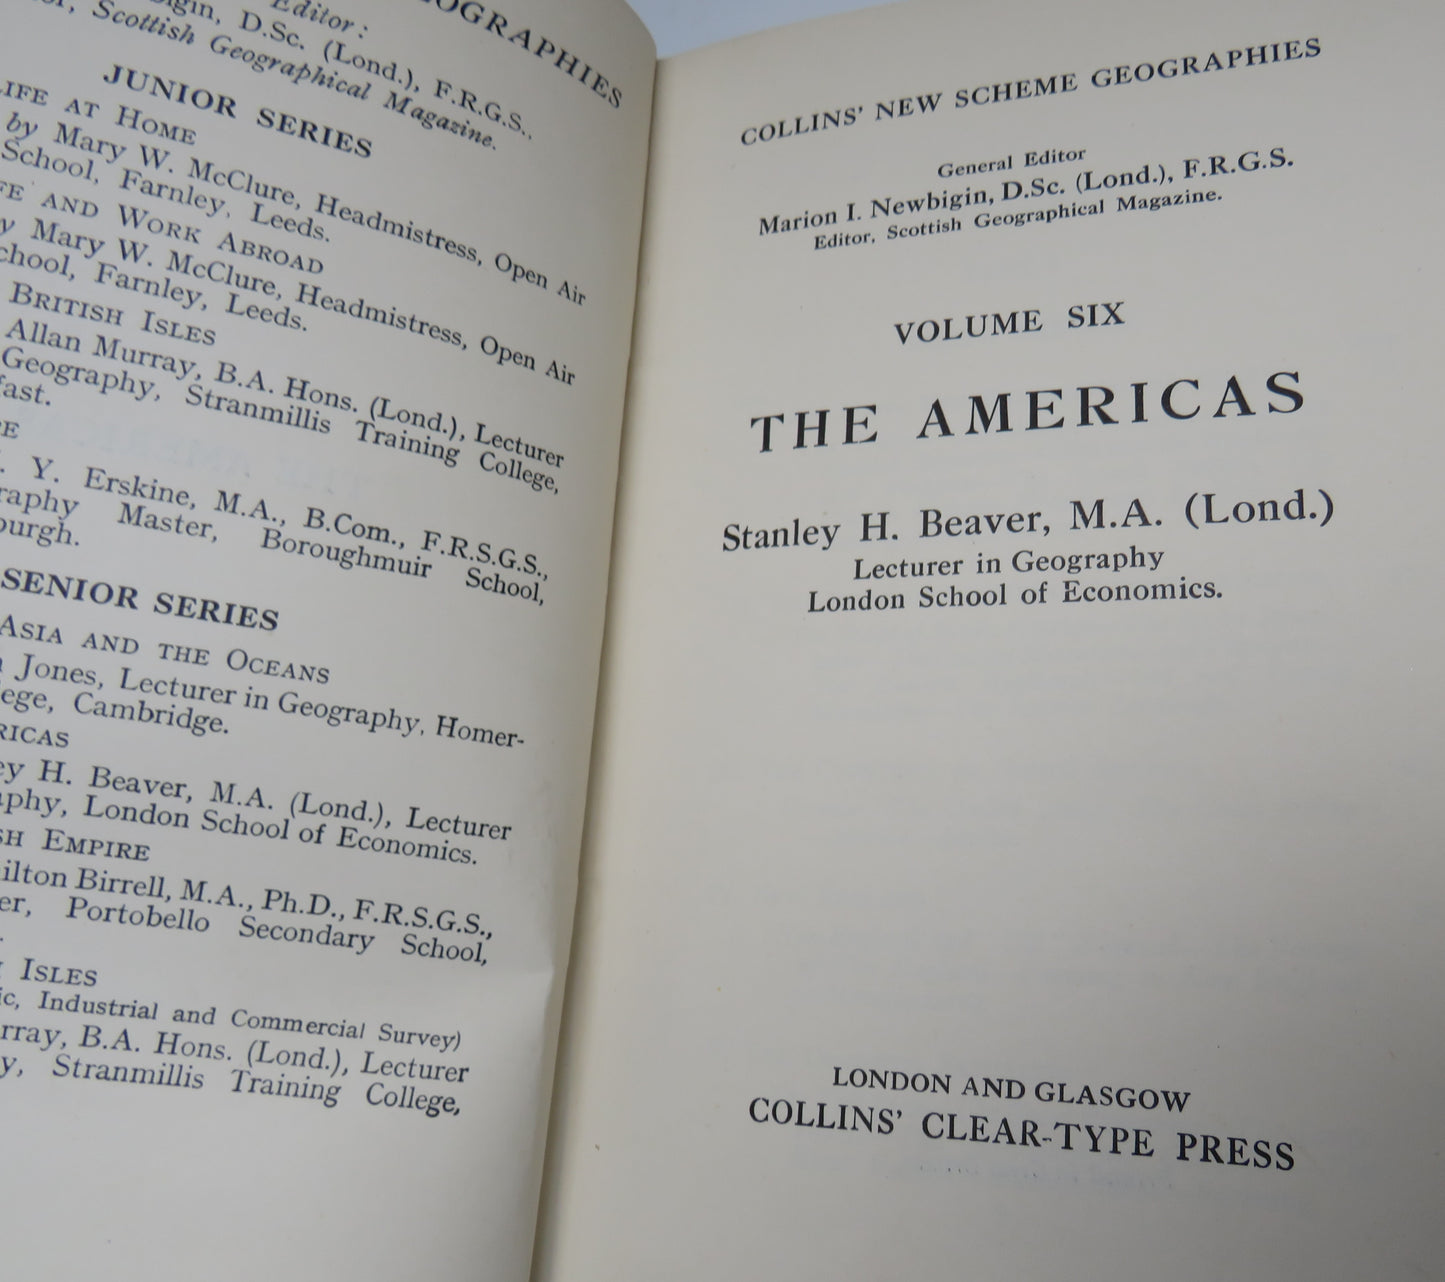 OGRAPHIES
Editor:
D.Sc. (Lond.), F.R.G.S.,
Scottish Geographical Magazine.
JUNIOR SERIES
IFE AT HOME
by Mary W. McClure, Headmistress, Open Air
School, Farnley, Leeds.
FE AND WORK ABROAD
y Mary W. McClure, Headmistress, Open Air
chool, Farnley, Leeds.
BRITISH ISLES
Allan Murray, B.A. Hons. (Lond.), Lecturer
Geography, Stranmillis Training College,
fast.
Y. Erskine, M.A., B.Com., F.R.S.G.S.,
raphy Master, Boroughmuir School,
burgh.
SENIOR SERIES
ASIA AND THE OCEANS
Jones, Lecturer in Geography, Homer-
ege, Cambridge.
RICAS
ey H. Beaver, M.A. (Lond.), Lecturer
aphy, London School of Economics.
SH EMPIRE
ilton Birrell, M.A., Ph.D., F.R.S.G.S.,
er, Portobello Secondary School,
ISLES
ic, Industrial and Commercial Survey)
rray, B.A. Hons. (Lond.), Lecturer
y, Stranmillis Training College,
COLLINS' NEW SCHEME GEOGRAPHIES
General Editor
Marion I. Newbigin, D.Sc. (Lond.), F.R.G.S.
Editor, Scottish Geographical Magazine.
VOLUME SIX
THE AMERICAS
Stanley H. Beaver, M.A. (Lond.)
Lecturer in Geography
London School of Economics.
LONDON AND GLASGOW
COLLINS' CLEAR-TYPE PRESS